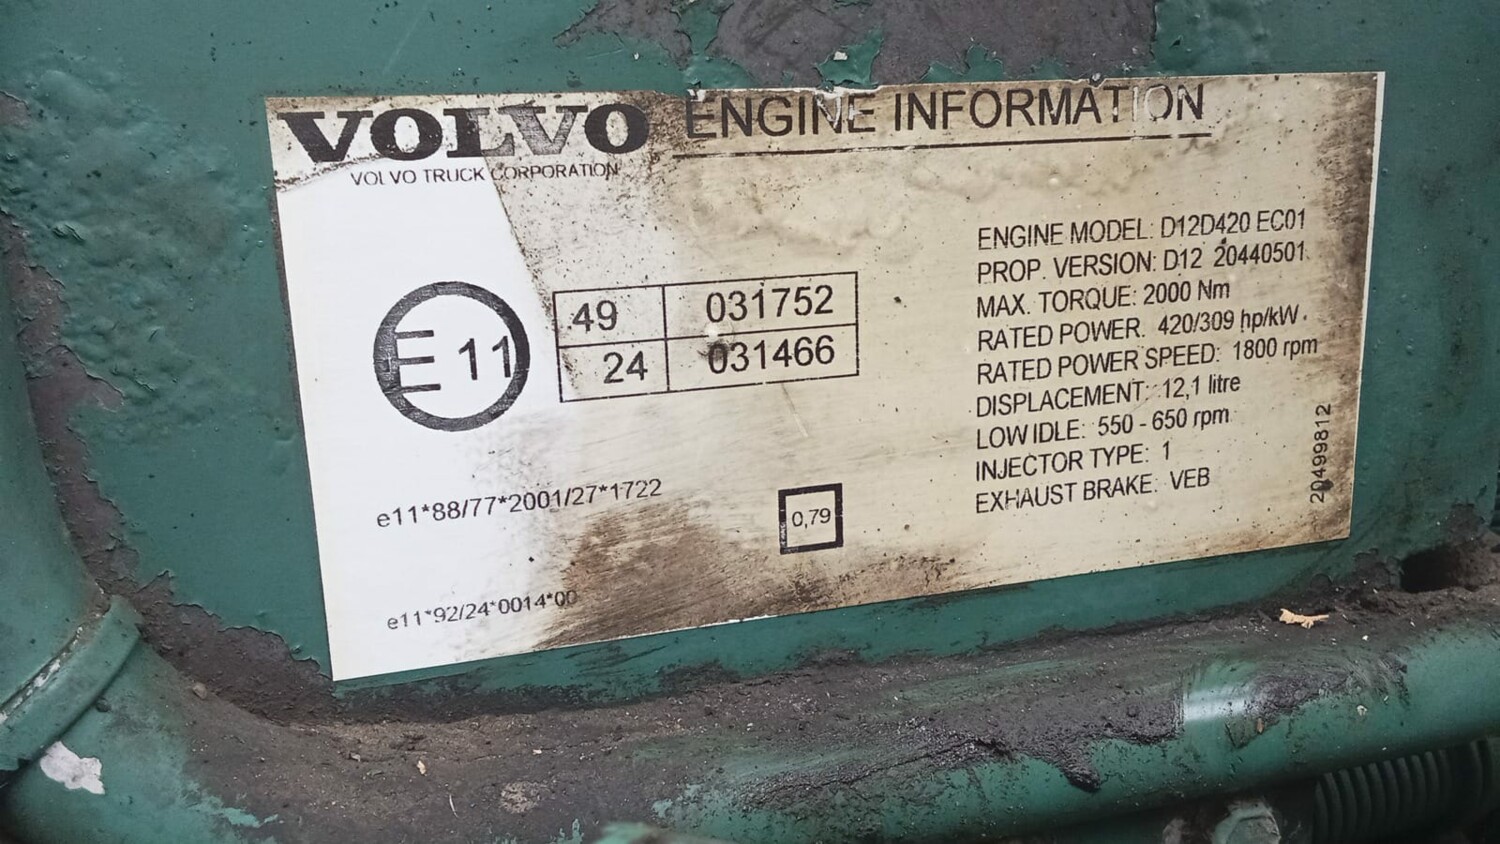 VOLVO
VOLVO TRUCK CORPORATION
ENGINE INFORMATION
E 11
49 031752
24 031466
e11*88/77*2001/27*1722
e11*92/24*0014*00
0,79
ENGINE MODEL: D12D420 EC01
PROP. VERSION: D12 20440501
MAX. TORQUE: 2000 Nm
RATED POWER. 420/309 hp/kW
RATED POWER SPEED: 1800 rpm
DISPLACEMENT: 12,1 litre
LOW IDLE: 550 - 650 rpm
INJECTOR TYPE: 1
EXHAUST BRAKE: VEB
20499812